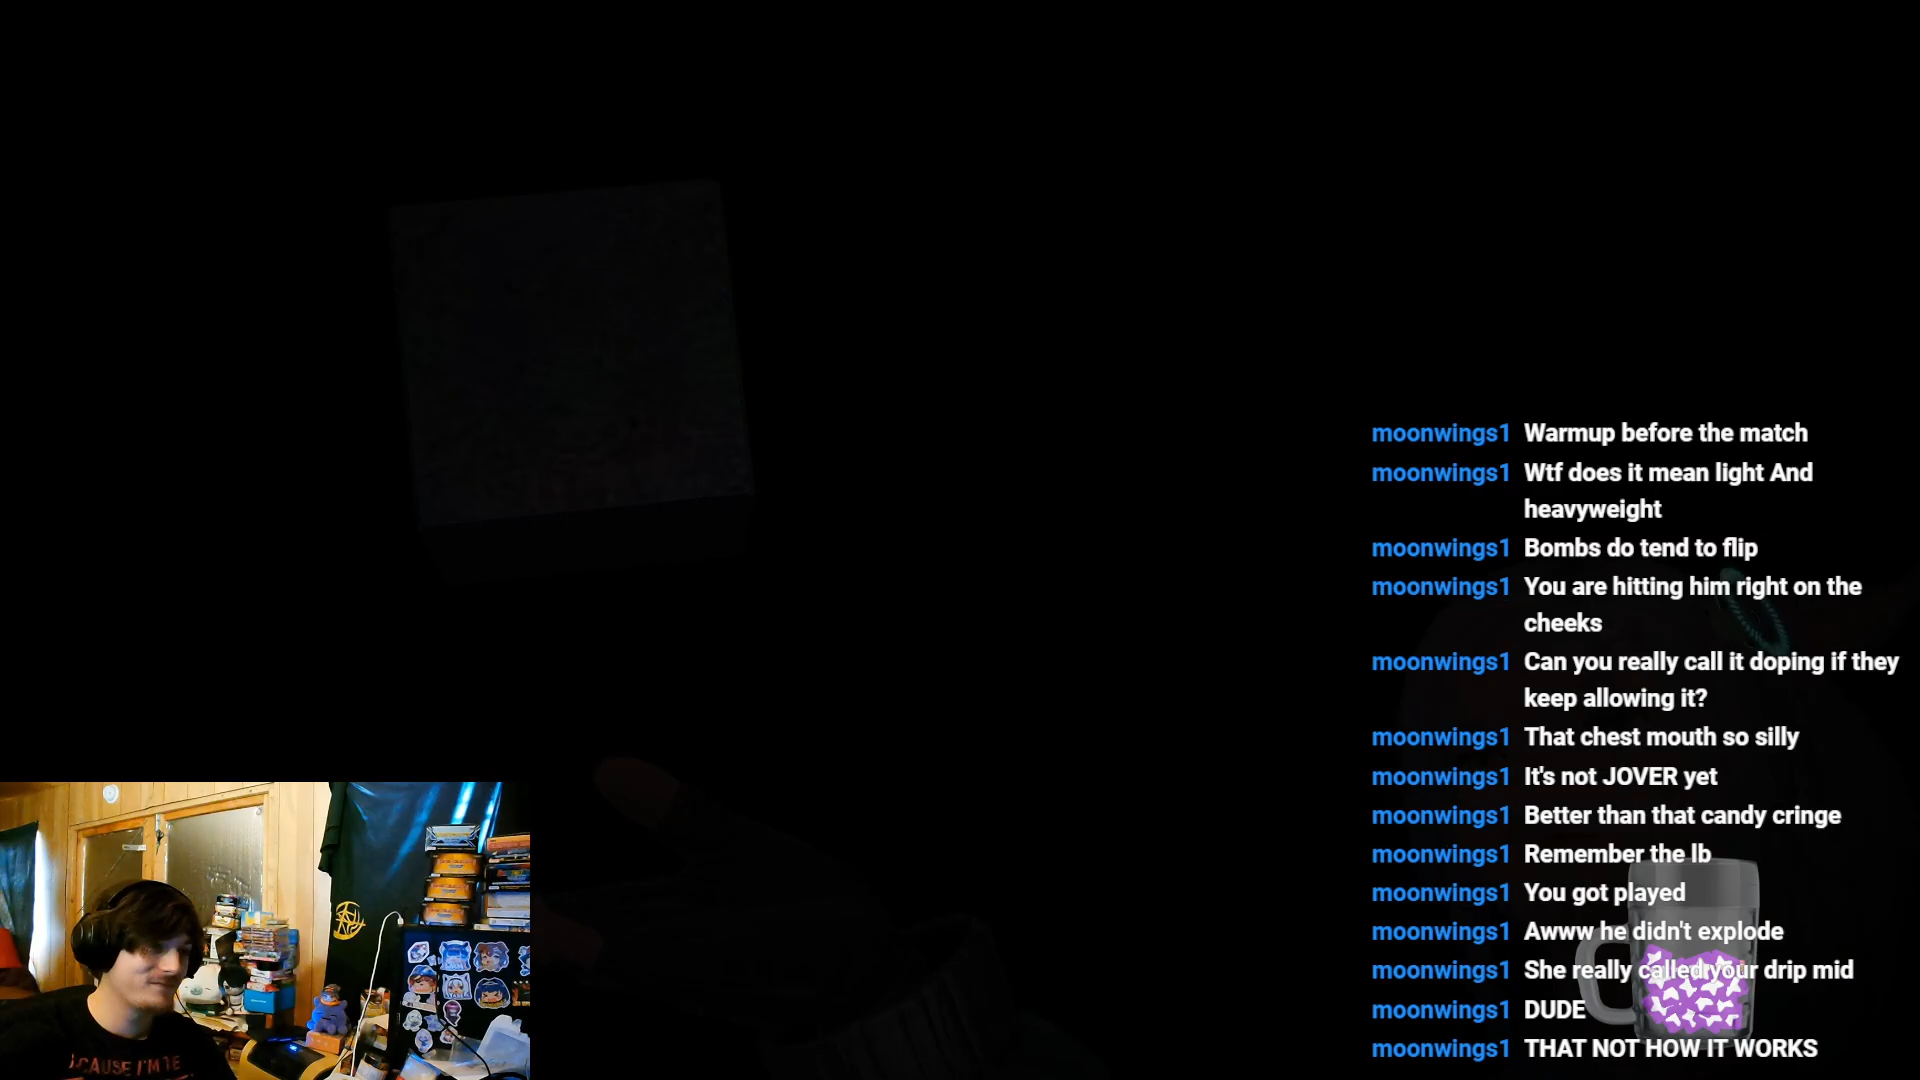 moonwings1 Warmup before the match
moonwings1 Wtf does it mean light And
heavyweight
moonwings1 Bombs do tend to flip
moonwings1 You are hitting him right on the
cheeks
moonwings1 Can you really call it doping if they
keep allowing it?
moonwings1 That chest mouth so silly
moonwings1 It's not JOVER yet
moonwings1 Better than that candy cringe
moonwings1 Remember the lb
moonwings1 You got played
moonwings1 Awww he didn't explode
moonwings1 She really called your drip mid
moonwings1 DUDE
moonwings1 THAT NOT HOW IT WORKS
CAUSE I'M